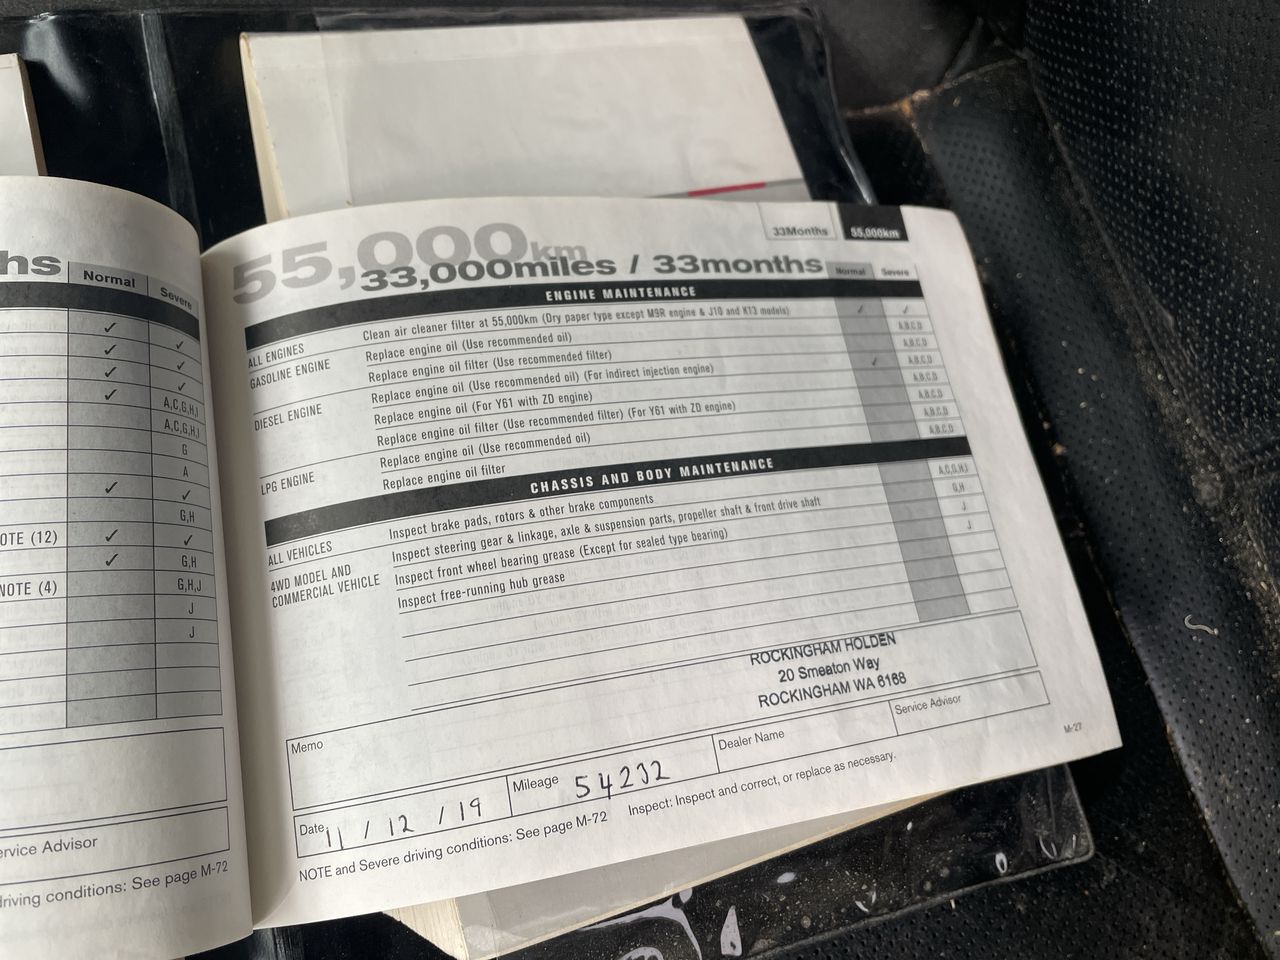 hs
Normal
Severe
✓
✓ ✓
✓ ✓
✓ ✓
A,C,G,H,I
A,C,G,H,I
G
A
✓ ✓
G,H
OTE (12) ✓ ✓
✓ G,H
NOTE (4) G,H,J
J
J
ervice Advisor
driving conditions: See page M-72
33Months
55,000km
55,000km
33,000miles / 33months
Normal
Severe
ENGINE MAINTENANCE
ALL ENGINES Clean air cleaner filter at 55,000km (Dry paper type except M9R engine & J10 and K13 models) ✓ ✓
GASOLINE ENGINE Replace engine oil (Use recommended oil) A,B,C,D
Replace engine oil filter (Use recommended filter) A,B,C,D
DIESEL ENGINE Replace engine oil (Use recommended oil) (For indirect injection engine) ✓ A,B,C,D
Replace engine oil (For Y61 with ZD engine) A,B,C,D
Replace engine oil filter (Use recommended filter) (For Y61 with ZD engine) A,B,C,D
LPG ENGINE Replace engine oil (Use recommended oil) A,B,C,D
Replace engine oil filter A,B,C,D
CHASSIS AND BODY MAINTENANCE
ALL VEHICLES Inspect brake pads, rotors & other brake components A,C,G,H,I
4WD MODEL AND COMMERCIAL VEHICLE Inspect steering gear & linkage, axle & suspension parts, propeller shaft & front drive shaft G,H
Inspect front wheel bearing grease (Except for sealed type bearing) J
Inspect free-running hub grease J
ROCKINGHAM HOLDEN
20 Smeaton Way
ROCKINGHAM WA 6168
Memo
Date 11 / 12 / 19 Mileage 54232 Dealer Name Service Advisor
NOTE and Severe driving conditions: See page M-72 Inspect: Inspect and correct, or replace as necessary.
M-27